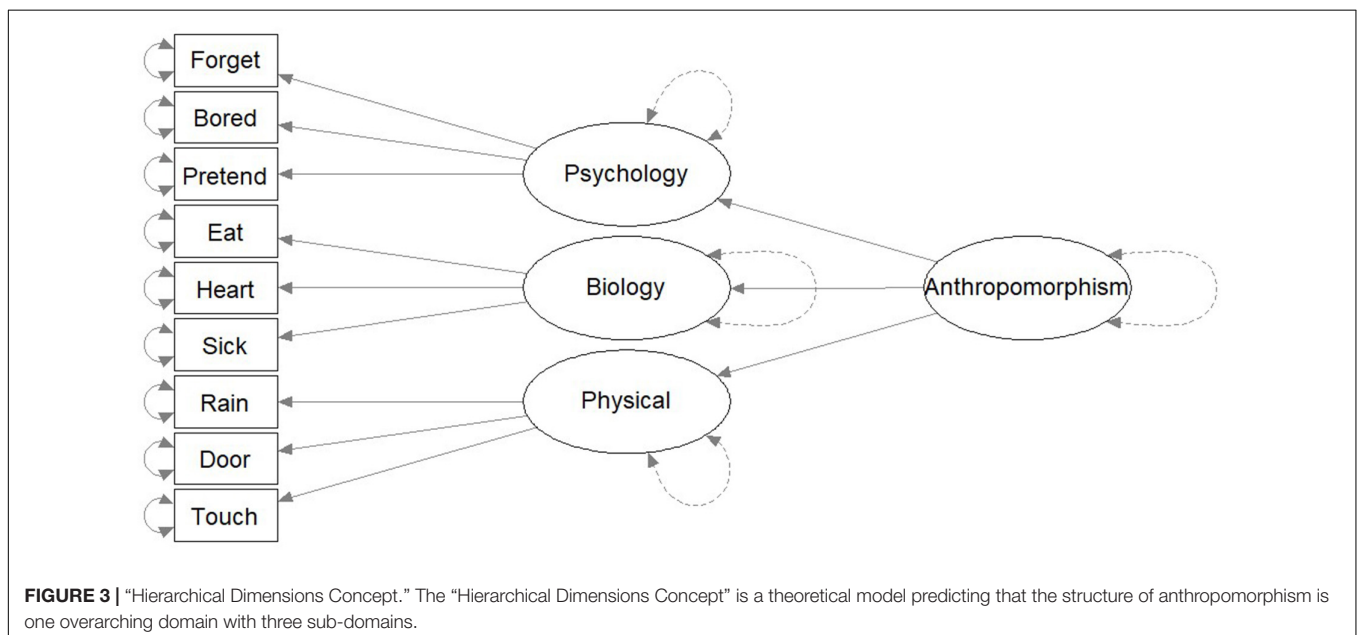 Forget
Bored
Pretend
Eat
Heart
Sick
Rain
Door
Touch
Psychology
Biology
Physical
Anthropomorphism
FIGURE 3 | “Hierarchical Dimensions Concept.” The “Hierarchical Dimensions Concept” is a theoretical model predicting that the structure of anthropomorphism is
one overarching domain with three sub-domains.